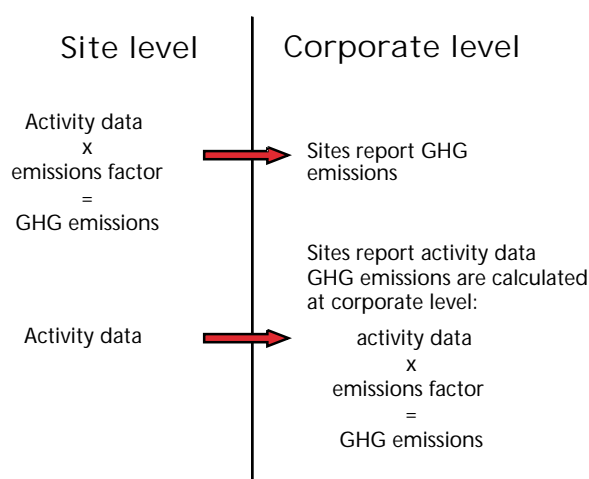 Site level
Corporate level
Activity data
x
emissions factor
=
GHG emissions
Sites report GHG
emissions
Activity data
Sites report activity data
GHG emissions are calculated
at corporate level:
activity data
x
emissions factor
=
GHG emissions